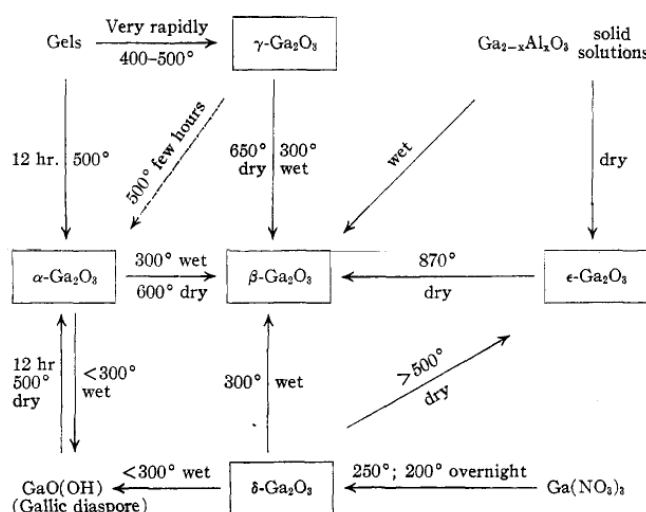 Gels
Very rapidly
400–500°
γ-Ga₂O₃
Ga₂₋ₓAlₓO₃ solid
solutions
12 hr.
500°
500° few hours
650°
dry
300°
wet
wet
dry
α-Ga₂O₃
300° wet
600° dry
β-Ga₂O₃
870°
dry
ϵ-Ga₂O₃
12 hr
500°
dry
<300°
wet
300°
wet
>500°
dry
GaO(OH)
(Gallic diaspore)
<300° wet
δ-Ga₂O₃
250°; 200° overnight
Ga(NO₃)₃